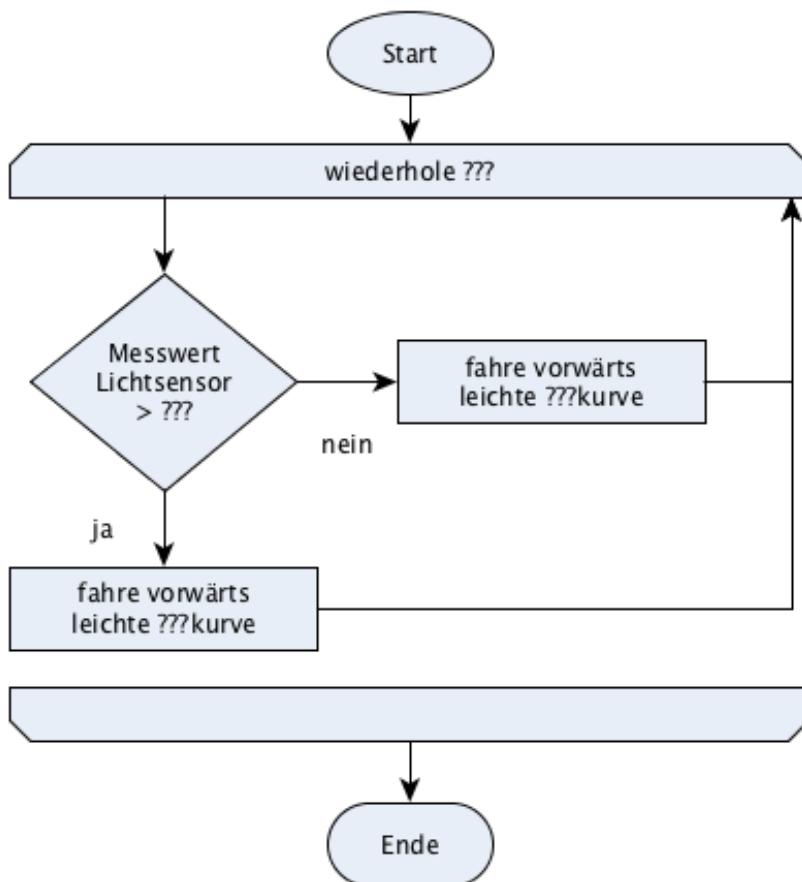 Start
wiederhole ???
Messwert
Lichtsensor
> ???
nein
fahre vorwärts
leichte ???kurve
ja
fahre vorwärts
leichte ???kurve
Ende